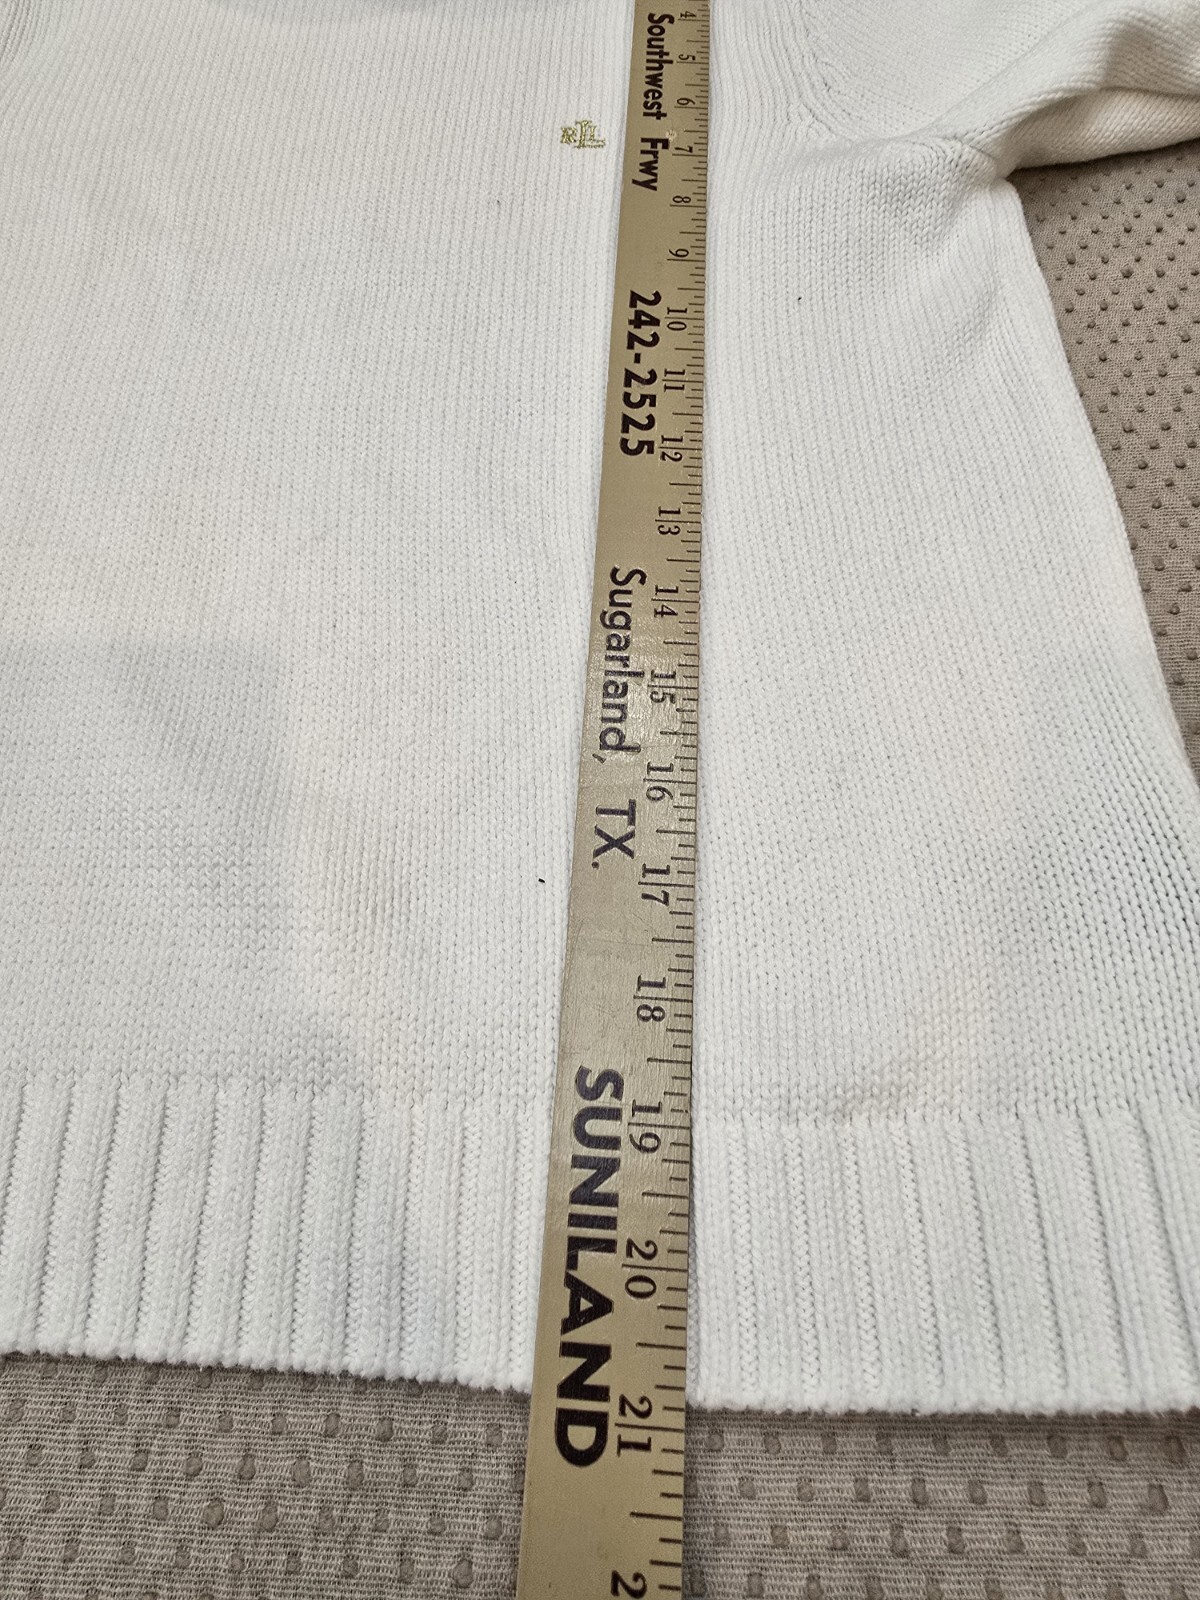 4 5 6 7 8 9 10 11 12 13 14 15 16 17 18 19 20 21 2
Southwest Frwy 242-2525 Sugarland, TX. SUNILAND